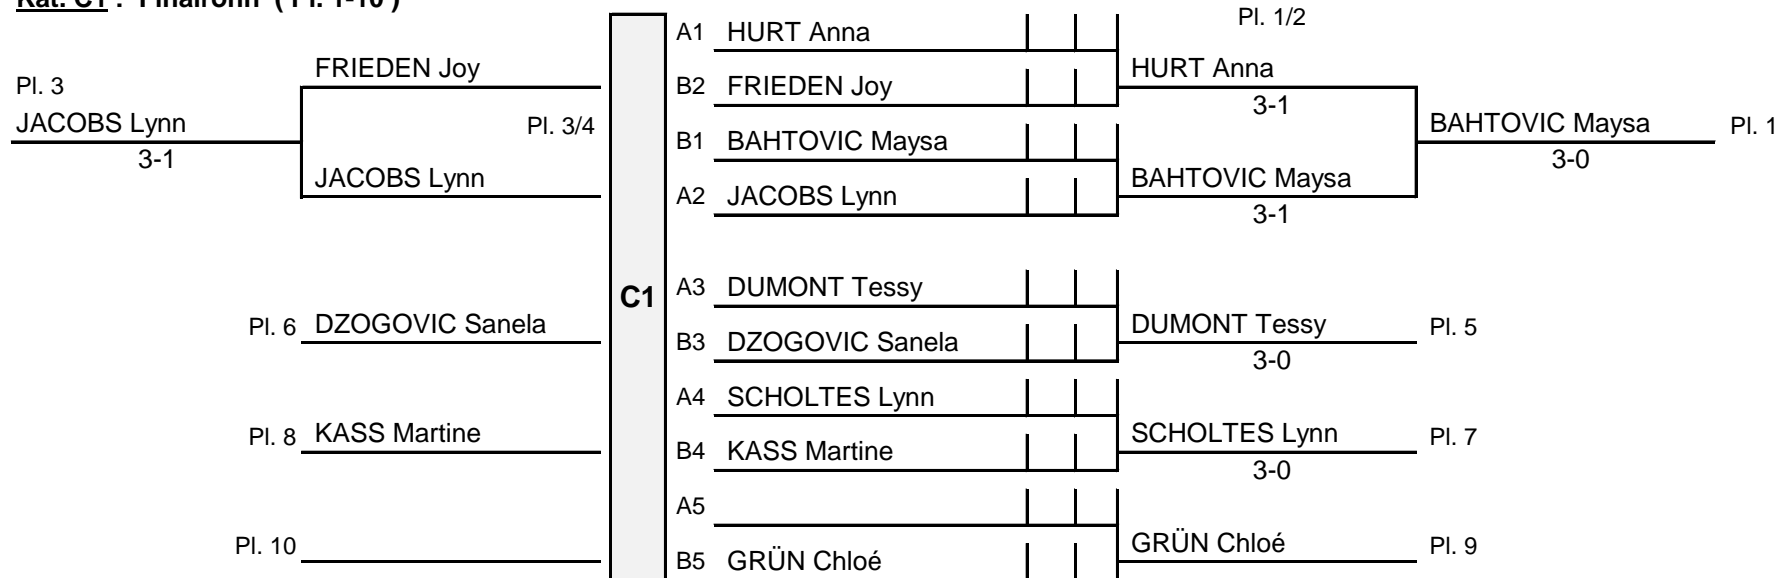 Kat. C1 : Finalronn ( Pl. 1-10 )
Pl. 1/2
A1 HURT Anna
FRIEDEN Joy
HURT Anna
Pl. 3
B2 FRIEDEN Joy
3-1
JACOBS Lynn
Pl. 3/4
BAHTOVIC Maysa
Pl. 1
B1 BAHTOVIC Maysa
3-1
3-0
JACOBS Lynn
BAHTOVIC Maysa
A2 JACOBS Lynn
3-1
C1
A3 DUMONT Tessy
Pl. 6 DZOGOVIC Sanela
DUMONT Tessy
Pl. 5
B3 DZOGOVIC Sanela
3-0
A4 SCHOLTES Lynn
Pl. 8 KASS Martine
SCHOLTES Lynn
Pl. 7
B4 KASS Martine
3-0
A5
Pl. 10
GRÜN Chloé
Pl. 9
B5 GRÜN Chloé